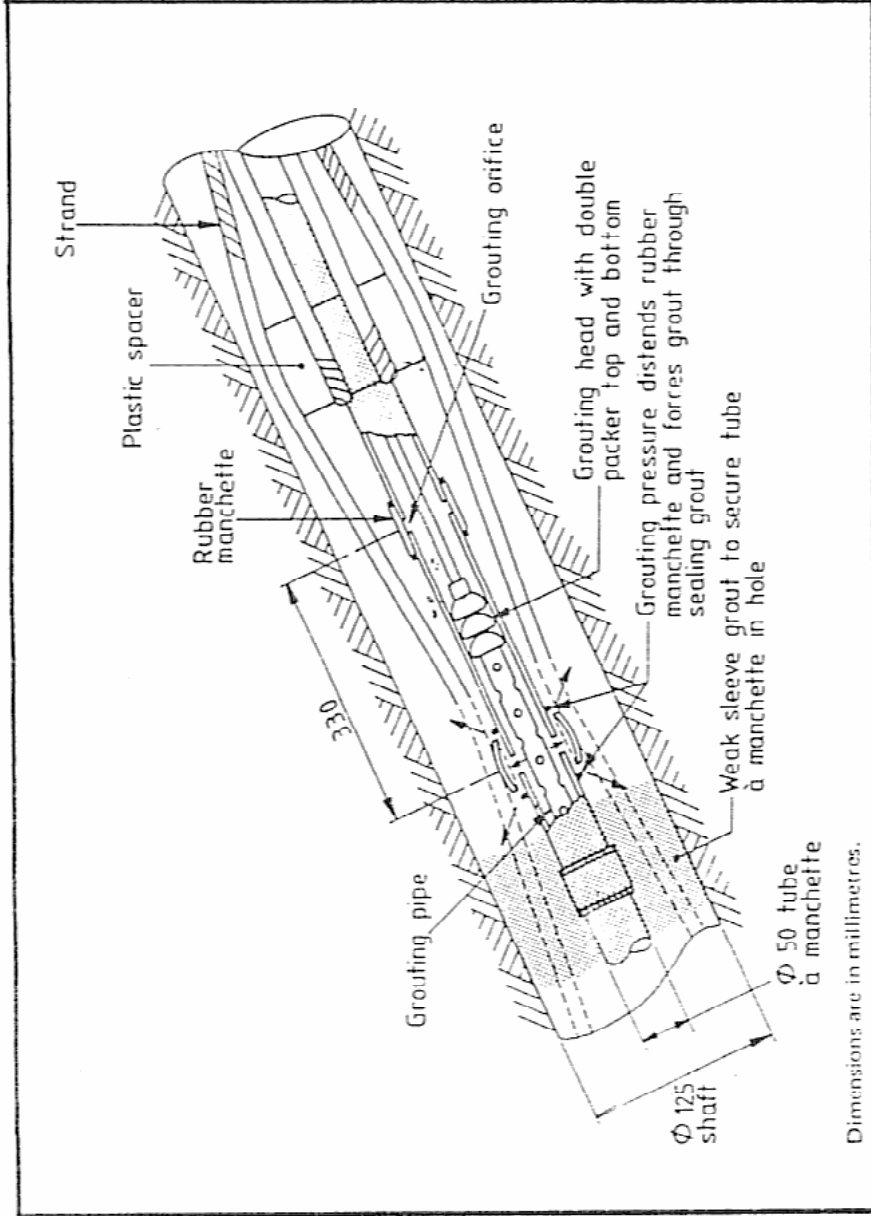 Strand
Plastic spacer
Rubber
manchette
Grouting orifice
330
Grouting pipe
Grouting head with double
packer top and bottom
Grouting pressure distends rubber
manchette and forces grout through
sealing grout
Weak sleeve grout to secure tube
à manchette in hole
Φ 50 tube
à manchette
Φ 125
shaft
Dimensions are in millimetres.